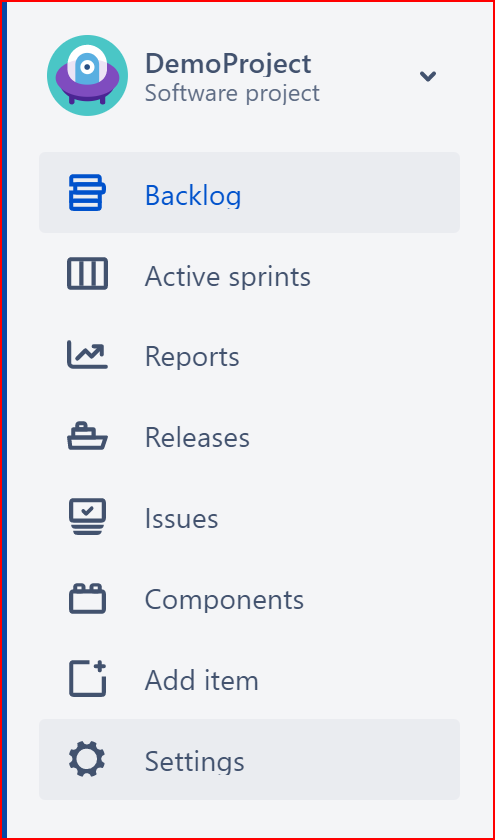 DemoProject
Software project
Backlog
Active sprints
Reports
Releases
Issues
Components
Add item
Settings